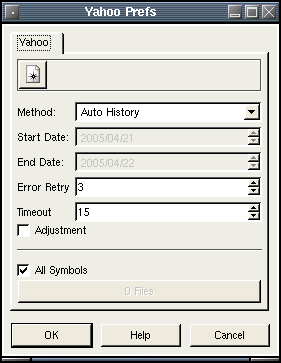 Yahoo Prefs
Yahoo
Method: Auto History
Start Date: 2005/04/21
End Date: 2005/04/22
Error Retry 3
Timeout 15
Adjustment
All Symbols
0 Files
OK Help Cancel